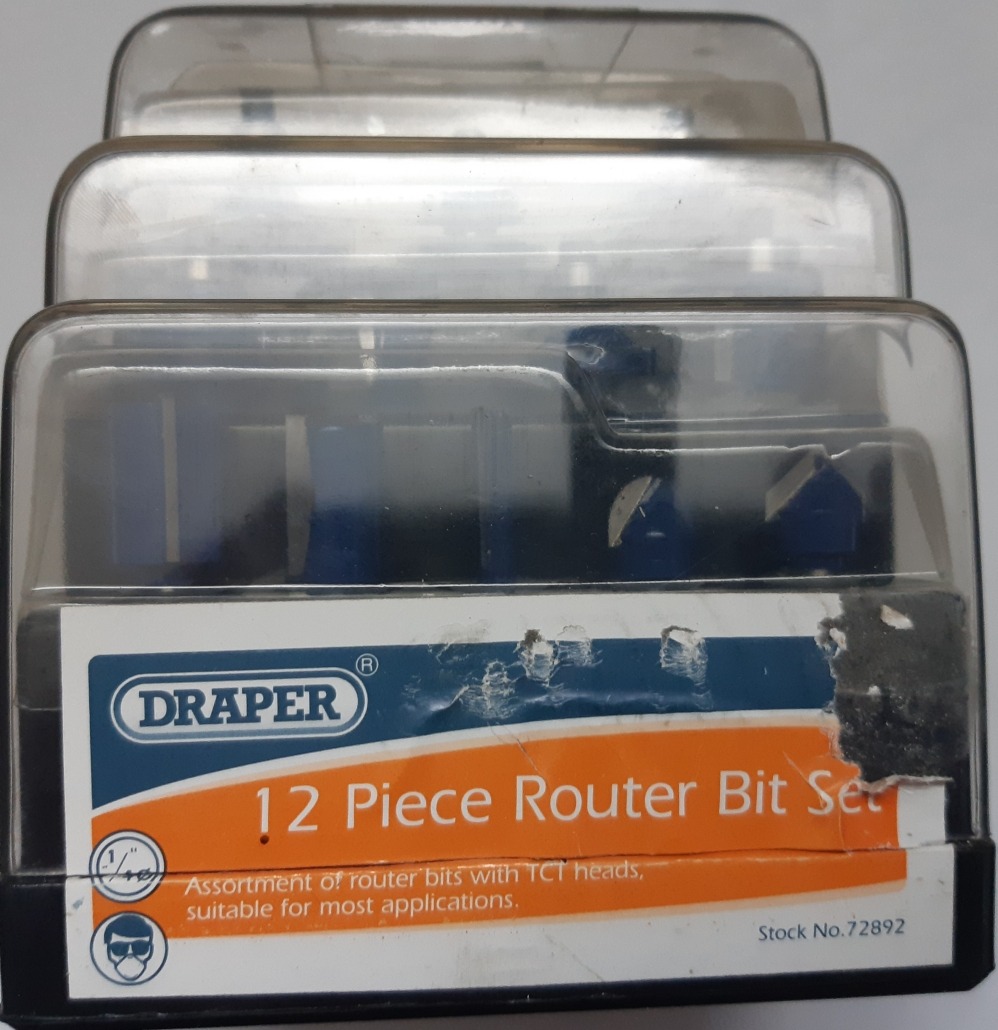 DRAPER®
12 Piece Router Bit Set
Assortment of router bits with TCT heads,
suitable for most applications.
Stock No.72892